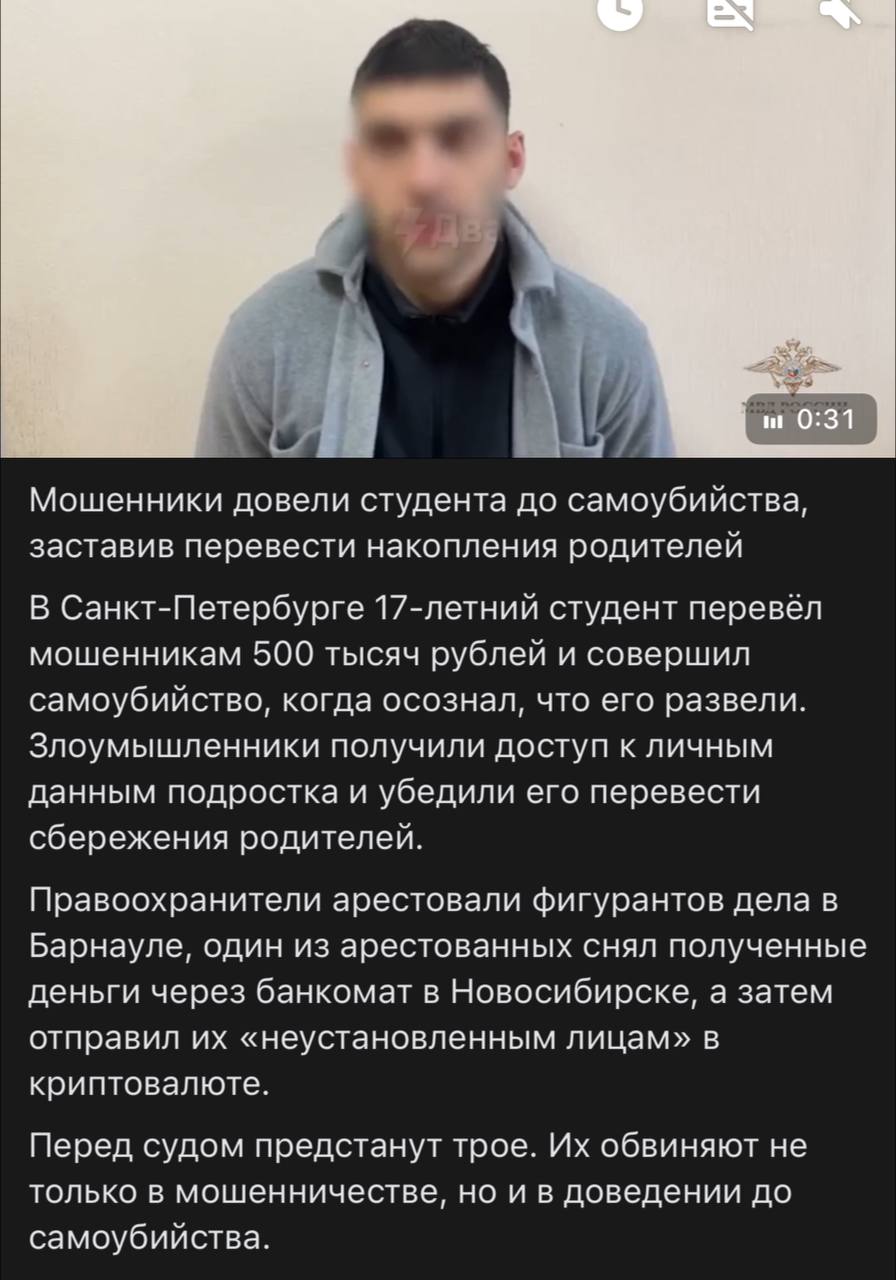 0:31
Мошенники довели студента до самоубийства,
заставив перевести накопления родителей
В Санкт-Петербурге 17-летний студент перевёл
мошенникам 500 тысяч рублей и совершил
самоубийство, когда осознал, что его развели.
Злоумышленники получили доступ к личным
данным подростка и убедили его перевести
сбережения родителей.
Правоохранители арестовали фигурантов дела в
Барнауле, один из арестованных снял полученные
деньги через банкомат в Новосибирске, а затем
отправил их «неустановленным лицам» в
криптовалюте.
Перед судом предстанут трое. Их обвиняют не
только в мошенничестве, но и в доведении до
самоубийства.